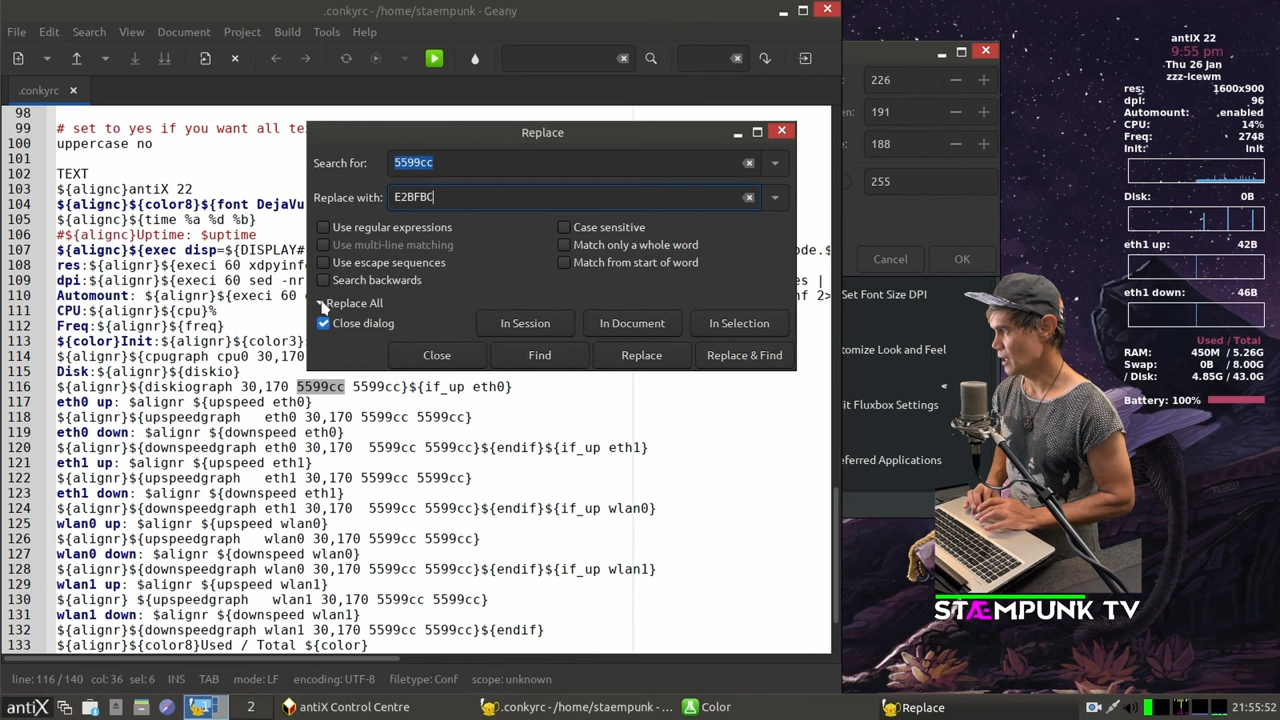 .conkyrc - /home/staempunk - Geany
File Edit Search View Document Project Build Tools Help
.conkyrc
98
99 # set to yes if you want all te
100 uppercase no
101
102 TEXT
103 ${alignc}antiX 22
104 ${alignc}${color8}${font DejaVu
105 ${time %a %d %b}
106 #${alignc}Uptime: $uptime
107 ${alignc}${exec disp=${DISPLAY#
ode.$
108 res:${alignr}${execi 60 xdpyinfo
109 dpi:${alignr}${execi 60 sed -nr
es |
110 Automount: ${alignr}${execi 60
nf 2>
111 CPU:${alignr}${cpu}%
112 Freq:${alignr}${freq}
113 ${color}Init:${alignr}${color3}
114 ${alignr}${cpugraph cpu0 30,170
115 Disk:${alignr}${diskio}
116 ${alignr}${diskiograph 30,170 5599cc 5599cc}${if_up eth0}
117 eth0 up: $alignr ${upspeed eth0}
118 ${alignr}${upspeedgraph   eth0 30,170  5599cc 5599cc}
119 eth0 down: $alignr ${downspeed eth0}
120 ${alignr}${downspeedgraph eth0 30,170  5599cc 5599cc}${endif}${if_up eth1}
121 eth1 up: $alignr ${upspeed eth1}
122 ${alignr}${upspeedgraph   eth1 30,170  5599cc 5599cc}
123 eth1 down: $alignr ${downspeed eth1}
124 ${alignr}${downspeedgraph eth1 30,170  5599cc 5599cc}${endif}${if_up wlan0}
125 wlan0 up: $alignr ${upspeed wlan0}
126 ${alignr}${upspeedgraph   wlan0 30,170 5599cc 5599cc}
127 wlan0 down: $alignr ${downspeed wlan0}
128 ${alignr}${downspeedgraph wlan0 30,170 5599cc 5599cc}${endif}${if_up wlan1}
129 wlan1 up: $alignr ${upspeed wlan1}
130 ${alignr} ${upspeedgraph   wlan1 30,170 5599cc 5599cc}
131 wlan1 down: $alignr ${downspeed wlan1}
132 ${alignr}${downspeedgraph wlan1 30,170 5599cc 5599cc}${endif}
133 ${alignr}${color8}Used / Total ${color}
line: 116 / 140 col: 36 sel: 6 INS TAB mode: LF encoding: UTF-8 filetype: Conf scope: unknown
Replace
Search for: 5599cc
Replace with: E2BFBC
Use regular expressions Case sensitive
Use multi-line matching Match only a whole word
Use escape sequences Match from start of word
Search backwards
Replace All
Close dialog In Session In Document In Selection
Close Find Replace Replace & Find
: 226
en: 191
: 188
255
Cancel OK
Set Font Size DPI
tomize Look and Feel
it Fluxbox Settings
ferred Applications
antiX 22
9:55 pm
Thu 26 Jan
zzz-icewm
res: 1600x900
dpi: 96
Automount: .enabled
CPU: 14%
Freq: 2748
Init: Init
Disk: 0B
eth1 up: 42B
eth1 down: 46B
Used / Total
RAM: 450M / 5.26G
Swap: 0B / 8.00G
/ Disk: 4.85G / 43.0G
Battery: 100%
STÆMPUNK TV
antiX 1 2 antiX Control Centre .conkyrc - /home/staempunk - ... Color Replace 21:55:52